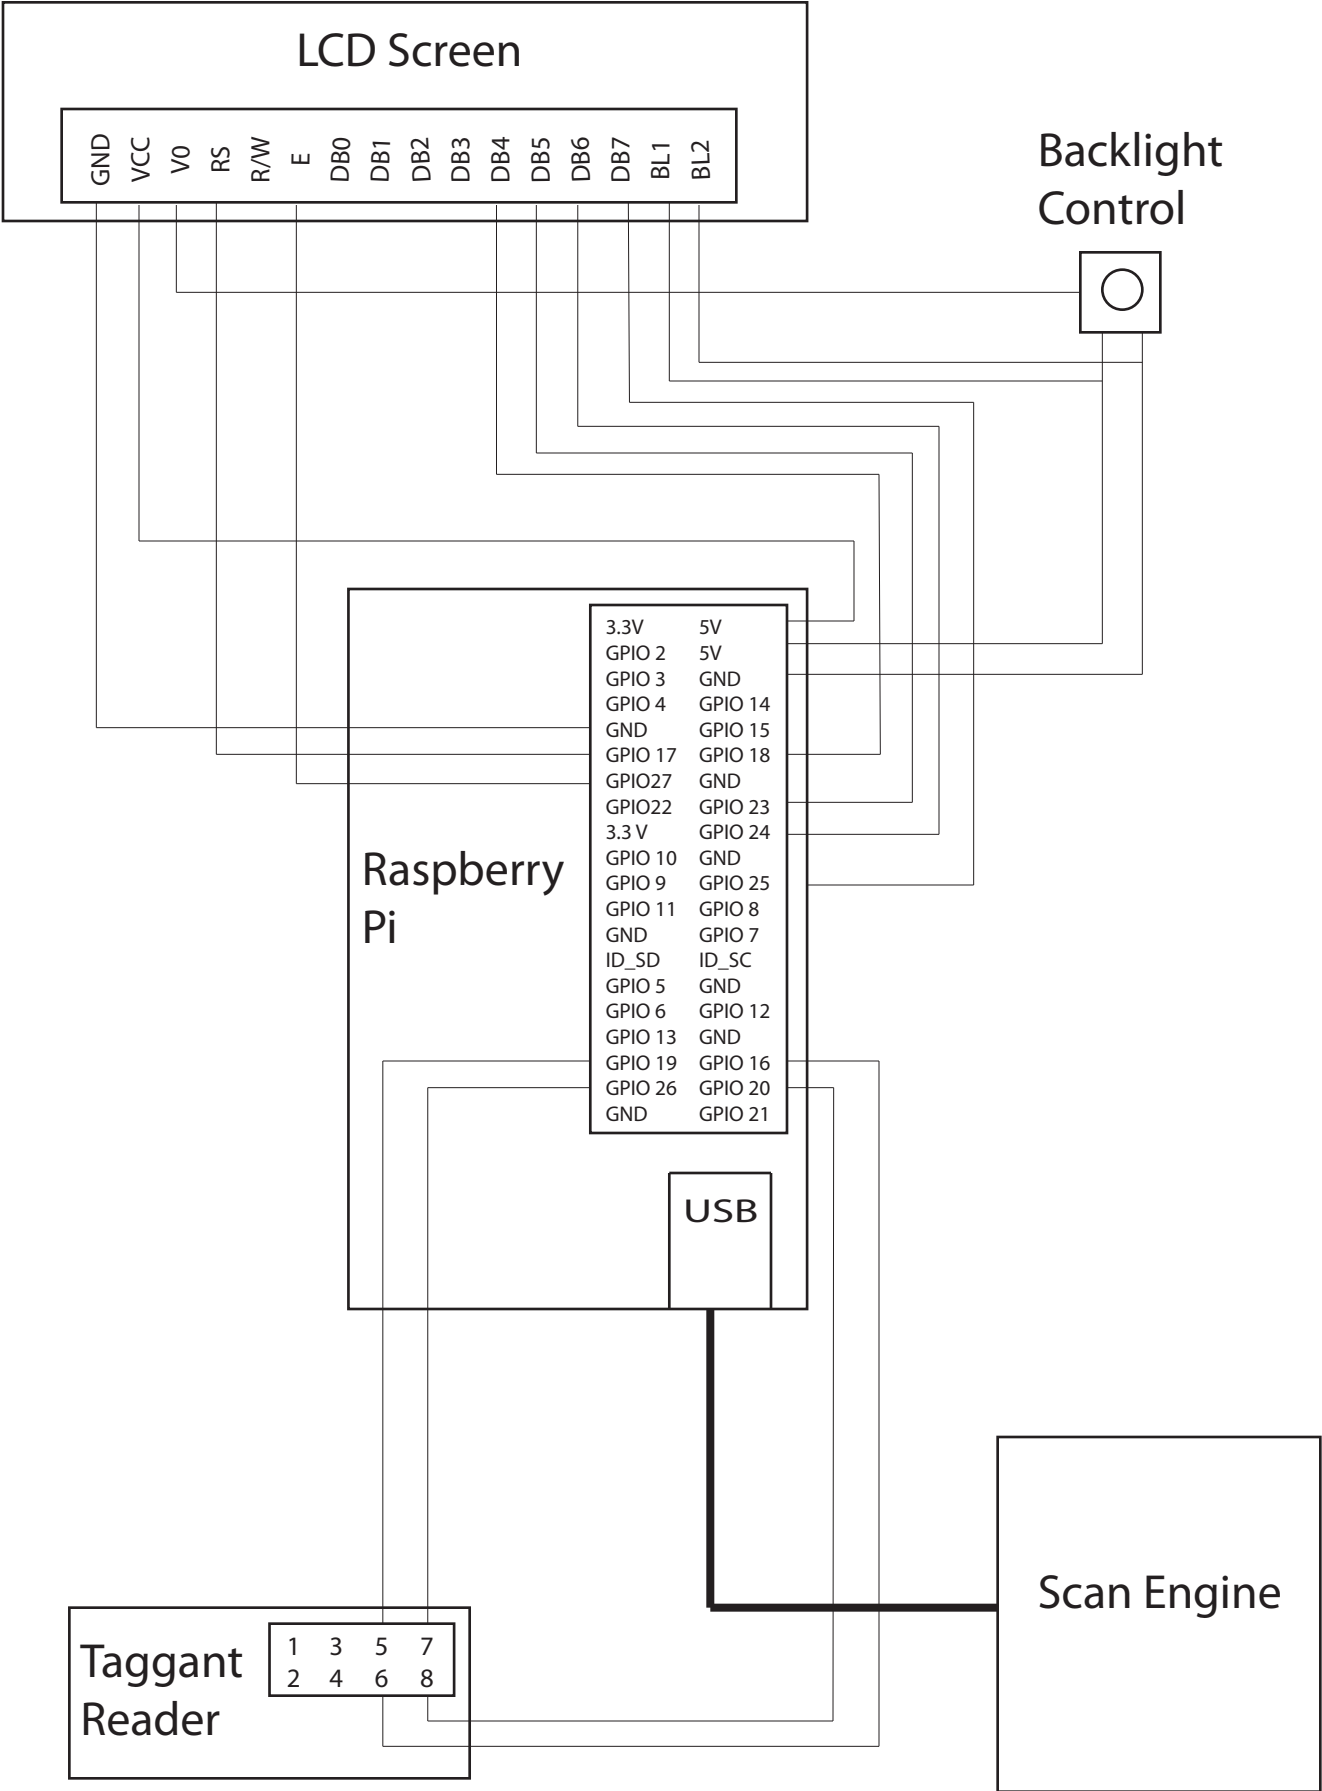 LCD Screen
GND VCC V0 RS R/W E DB0 DB1 DB2 DB3 DB4 DB5 DB6 DB7 BL1 BL2
Backlight
Control
3.3V 5V
GPIO 2 5V
GPIO 3 GND
GPIO 4 GPIO 14
GND GPIO 15
GPIO 17 GPIO 18
GPIO27 GND
GPIO22 GPIO 23
3.3 V GPIO 24
GPIO 10 GND
GPIO 9 GPIO 25
GPIO 11 GPIO 8
GND GPIO 7
ID_SD ID_SC
GPIO 5 GND
GPIO 6 GPIO 12
GPIO 13 GND
GPIO 19 GPIO 16
GPIO 26 GPIO 20
GND GPIO 21
Raspberry
Pi
USB
Scan Engine
Taggant
Reader
1 3 5 7
2 4 6 8